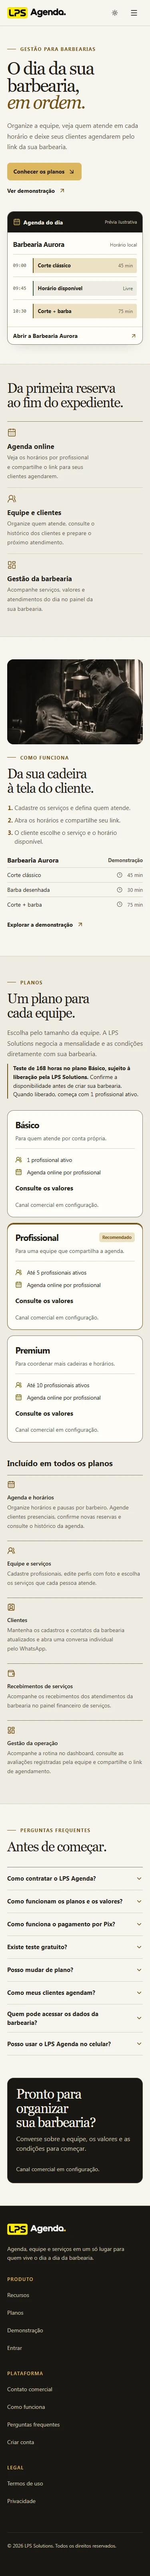 LPS Agenda.
GESTÃO PARA BARBEARIAS
O dia da sua
barbearia,
em ordem.
Organize a equipe, veja quem atende em cada
horário e deixe seus clientes agendarem pelo
link da sua barbearia.
Conhecer os planos
Ver demonstração
Agenda do dia
Prévia ilustrativa
Barbearia Aurora
Horário local
09:00
Corte clássico
45 min
09:45
Horário disponível
Livre
10:30
Corte + barba
75 min
Abrir a Barbearia Aurora
Da primeira reserva
ao fim do expediente.
Agenda online
Veja os horários por profissional
e compartilhe o link para seus
clientes agendarem.
Equipe e clientes
Organize quem atende, consulte o
histórico dos clientes e prepare o
próximo atendimento.
Gestão da barbearia
Acompanhe serviços, valores e
atendimentos do dia no painel da
sua barbearia.
COMO FUNCIONA
Da sua cadeira
à tela do cliente.
1. Cadastre os serviços e defina quem atende.
2. Abra os horários e compartilhe seu link.
3. O cliente escolhe o serviço e o horário
disponível.
Barbearia Aurora
Demonstração
Corte clássico
45 min
Barba desenhada
30 min
Corte + barba
75 min
Explorar a demonstração
PLANOS
Um plano para
cada equipe.
Escolha pelo tamanho da equipe. A LPS
Solutions negocia a mensalidade e as condições
diretamente com sua barbearia.
Teste de 168 horas no plano Básico, sujeito à
liberação pela LPS Solutions. Confirme a
disponibilidade antes de criar sua barbearia.
Quando liberado, começa com 1 profissional ativo.
Básico
Para quem atende por conta própria.
1 profissional ativo
Agenda online por profissional
Consulte os valores
Canal comercial em configuração.
Profissional
Recomendado
Para uma equipe que compartilha a agenda.
Até 5 profissionais ativos
Agenda online por profissional
Consulte os valores
Canal comercial em configuração.
Premium
Para coordenar mais cadeiras e horários.
Até 10 profissionais ativos
Agenda online por profissional
Consulte os valores
Canal comercial em configuração.
Incluído em todos os planos
Agenda e horários
Organize horários e pausas por barbeiro. Agende
clientes presenciais, confirme novas reservas e
consulte o histórico da agenda.
Equipe e serviços
Cadastre profissionais, edite perfis com foto e escolha
os serviços que cada pessoa atende.
Clientes
Mantenha os cadastros e contatos da barbearia
atualizados e abra uma conversa individual
pelo WhatsApp.
Recebimentos de serviços
Acompanhe os recebimentos dos atendimentos da
barbearia no painel financeiro de serviços.
Gestão da operação
Acompanhe a rotina no dashboard, consulte as
avaliações registradas pela equipe e compartilhe o link
de agendamento.
PERGUNTAS FREQUENTES
Antes de começar.
Como contratar o LPS Agenda?
Como funcionam os planos e os valores?
Como funciona o pagamento por Pix?
Existe teste gratuito?
Posso mudar de plano?
Como meus clientes agendam?
Quem pode acessar os dados da
barbearia?
Posso usar o LPS Agenda no celular?
Pronto para
organizar
sua barbearia?
Converse sobre a equipe, os valores e as
condições para começar.
Canal comercial em configuração.
LPS Agenda.
Agenda, equipe e serviços em um só lugar para
quem vive o dia a dia da barbearia.
PRODUTO
Recursos
Planos
Demonstração
Entrar
PLATAFORMA
Contato comercial
Como funciona
Perguntas frequentes
Criar conta
LEGAL
Termos de uso
Privacidade
© 2026 LPS Solutions. Todos os direitos reservados.